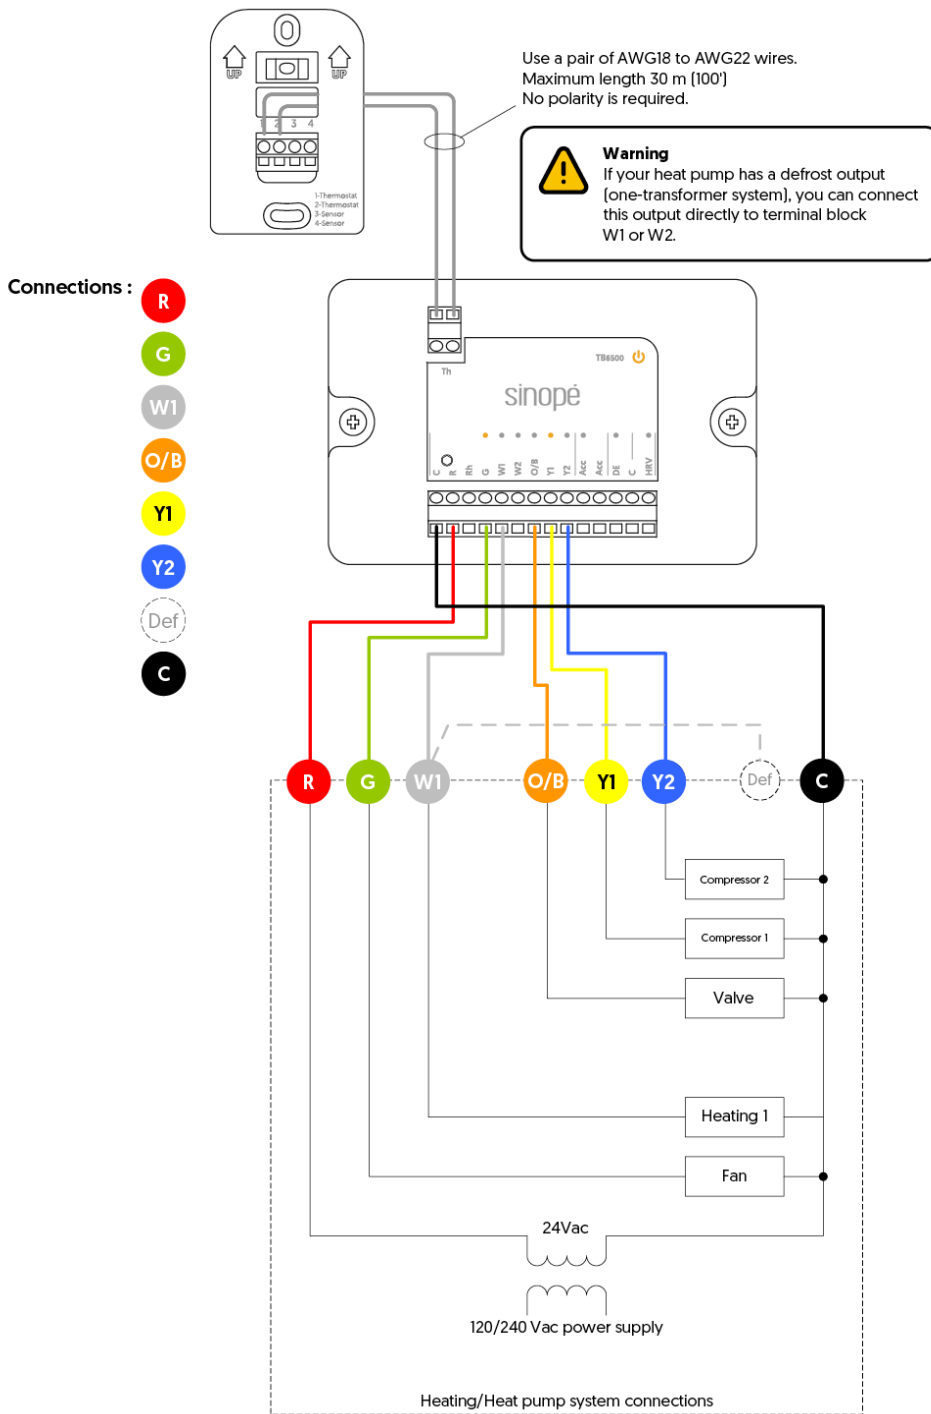 UP
UP
1 2 3 4
1-Thermostat
2-Thermostat
3-Sensor
4-Sensor
Use a pair of AWG18 to AWG22 wires.
Maximum length 30 m (100')
No polarity is required.
Warning
If your heat pump has a defrost output
(one-transformer system), you can connect
this output directly to terminal block
W1 or W2.
Connections :
R
G
W1
O/B
Y1
Y2
Def
C
Th
TB6500
sinopé
C
R
Rh
G
W1
W2
O/B
Y1
Y2
Acc
Acc
DE
C
HRV
R
G
W1
O/B
Y1
Y2
Def
C
Compressor 2
Compressor 1
Valve
Heating 1
Fan
24Vac
120/240 Vac power supply
Heating/Heat pump system connections